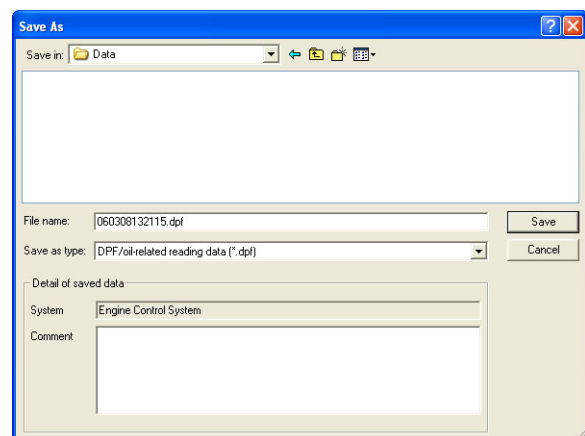 Save As
Save in: Data
File name: 060308132115.dpf Save
Save as type: DPF/oil-related reading data (*.dpf) Cancel
Detail of saved data
System Engine Control System
Comment